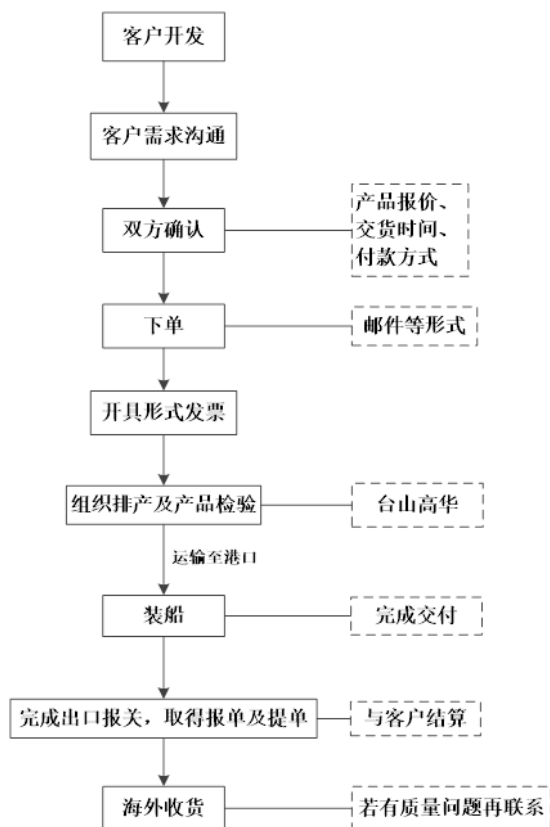 客户开发
客户需求沟通
双方确认
产品报价、
交货时间、
付款方式
下单
邮件等形式
开具形式发票
组织排产及产品检验
台山高华
运输至港口
装船
完成交付
完成出口报关，取得报单及提单
与客户结算
海外收货
若有质量问题再联系